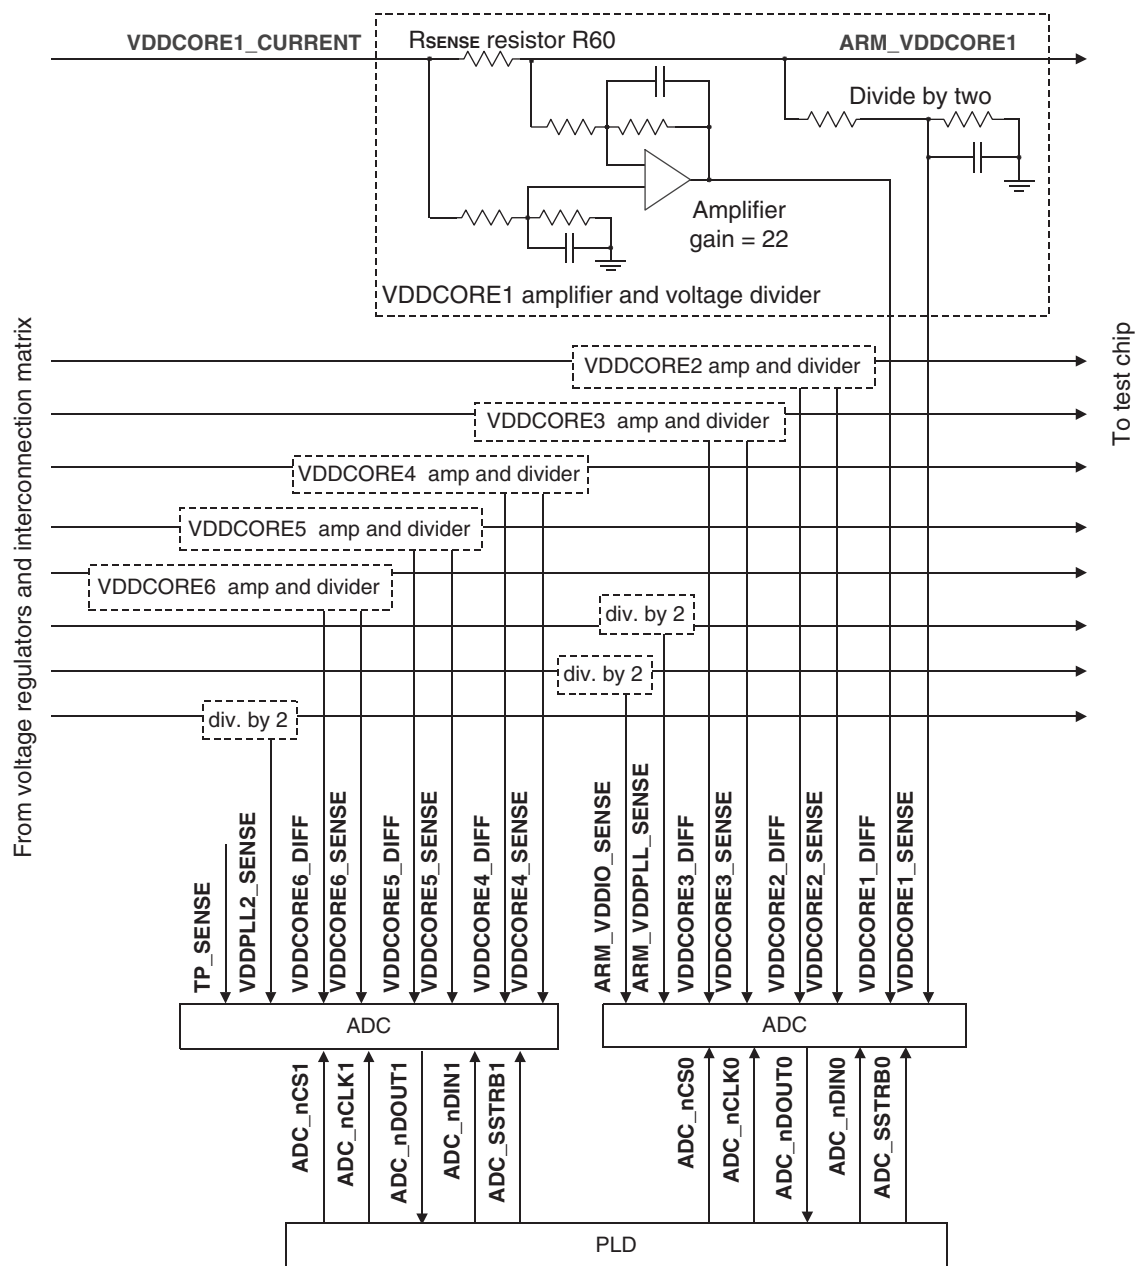 VDDCORE1_CURRENT
RSENSE resistor R60
ARM_VDDCORE1
Divide by two
Amplifier
gain = 22
VDDCORE1 amplifier and voltage divider
From voltage regulators and interconnection matrix
To test chip
VDDCORE2 amp and divider
VDDCORE3 amp and divider
VDDCORE4 amp and divider
VDDCORE5 amp and divider
VDDCORE6 amp and divider
div. by 2
div. by 2
div. by 2
TP_SENSE
VDDPLL2_SENSE
VDDCORE6_DIFF
VDDCORE6_SENSE
VDDCORE5_DIFF
VDDCORE5_SENSE
VDDCORE4_DIFF
VDDCORE4_SENSE
ARM_VDDIO_SENSE
ARM_VDDPLL_SENSE
VDDCORE3_DIFF
VDDCORE3_SENSE
VDDCORE2_DIFF
VDDCORE2_SENSE
VDDCORE1_DIFF
VDDCORE1_SENSE
ADC
ADC
ADC_nCS1
ADC_nCLK1
ADC_nDOUT1
ADC_nDIN1
ADC_SSTRB1
ADC_nCS0
ADC_nCLK0
ADC_nDOUT0
ADC_nDIN0
ADC_SSTRB0
PLD